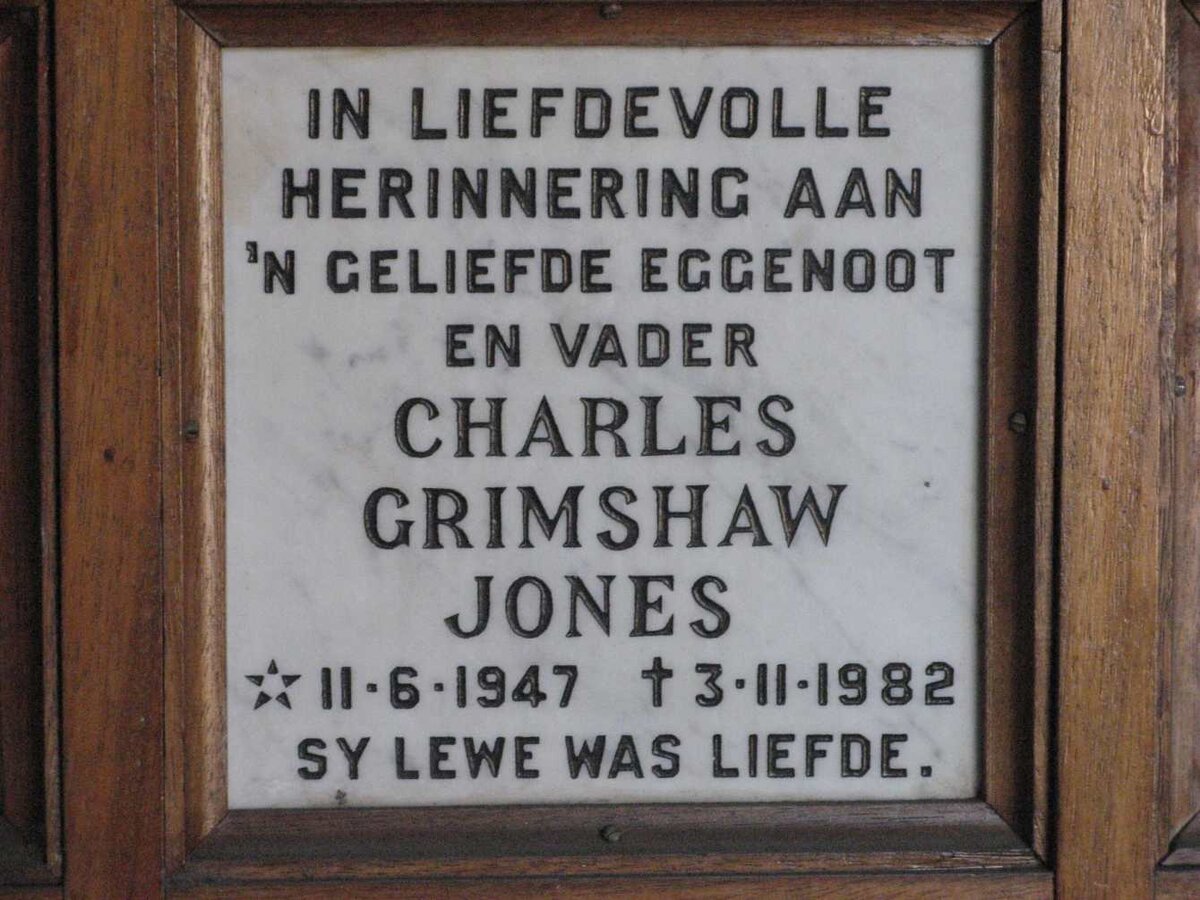 IN LIEFDEVOLLE
HERINNERING AAN
'N GELIEFDE EGGENOOT
EN VADER
CHARLES
GRIMSHAW
JONES
☆ 11·6·1947 † 3·11·1982
SY LEWE WAS LIEFDE.